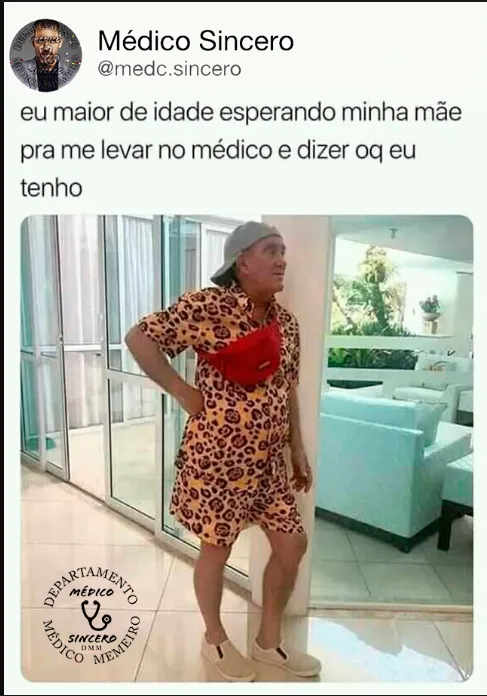 Médico Sincero
@medc.sincero
eu maior de idade esperando minha mãe
pra me levar no médico e dizer oq eu
tenho
DEPARTAMENTO
MÉDICO
SINCERO
DMM
MÉDICO MEMEIRO